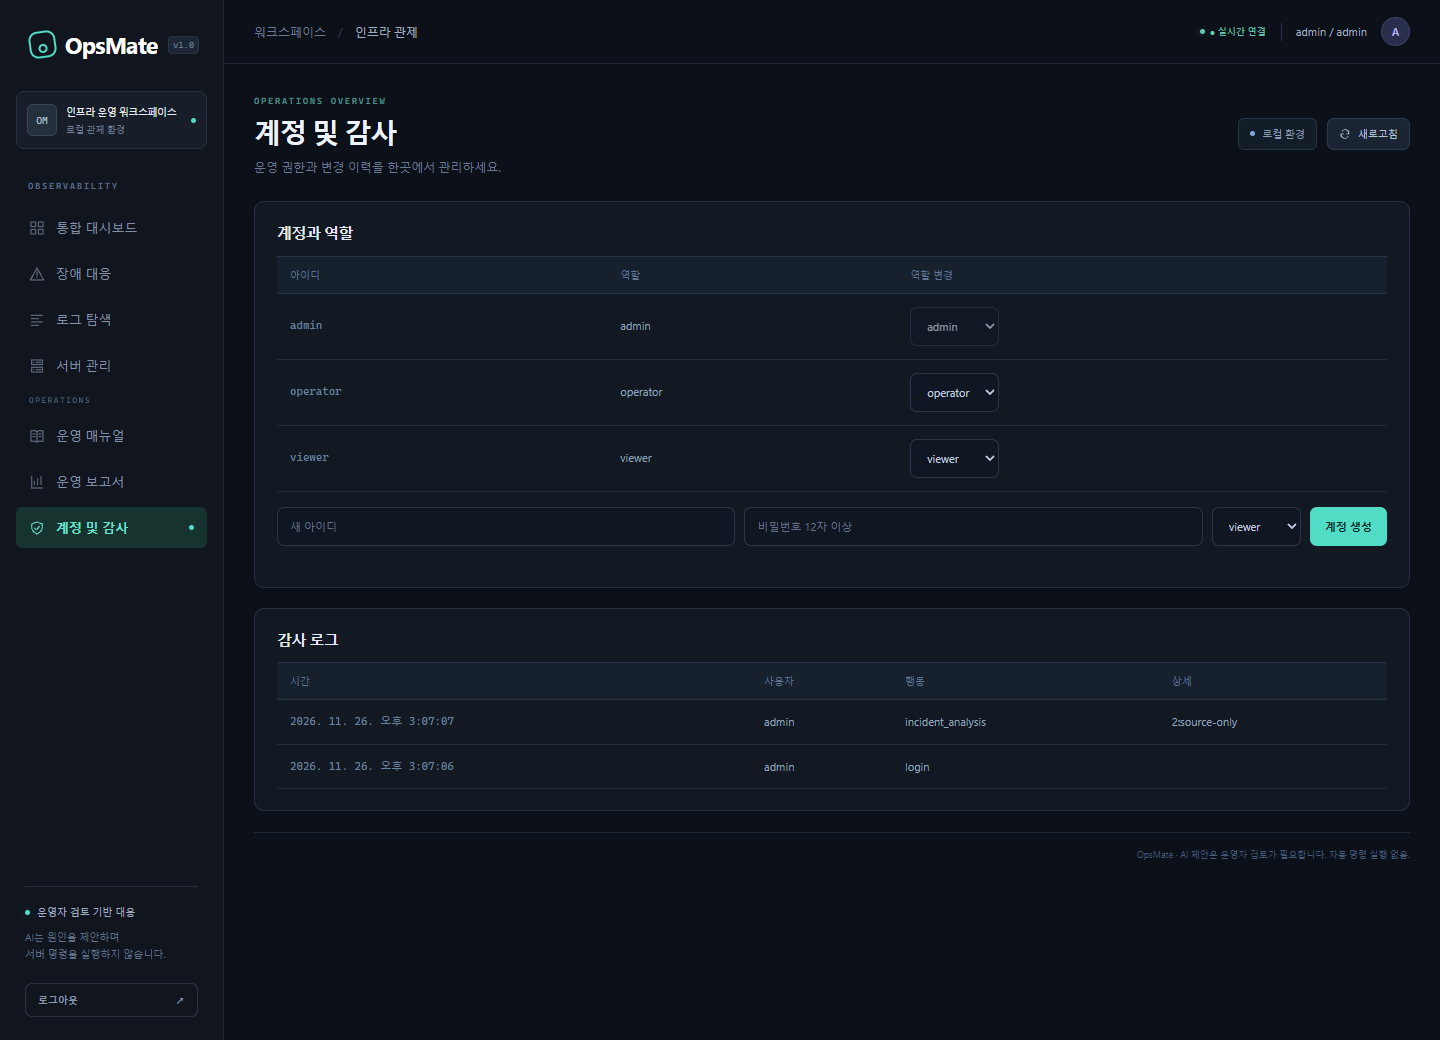 OpsMate v1.0
OM
인프라 운영 워크스페이스
로컬 관제 환경
OBSERVABILITY
통합 대시보드
장애 대응
로그 탐색
서버 관리
OPERATIONS
운영 매뉴얼
운영 보고서
계정 및 감사
운영자 검토 기반 대응
AI는 원인을 제안하며
서버 명령을 실행하지 않습니다.
로그아웃 ↗
워크스페이스 / 인프라 관제
● 실시간 연결
admin / admin
A
OPERATIONS OVERVIEW
계정 및 감사
운영 권한과 변경 이력을 한곳에서 관리하세요.
로컬 환경
새로고침
계정과 역할
아이디 역할 역할 변경
admin admin admin
operator operator operator
viewer viewer viewer
새 아이디 비밀번호 12자 이상 viewer 계정 생성
감사 로그
시간 사용자 행동 상세
2026. 11. 26. 오후 3:07:07 admin incident_analysis 2:source-only
2026. 11. 26. 오후 3:07:06 admin login
OpsMate · AI 제안은 운영자 검토가 필요합니다. 자동 명령 실행 없음.